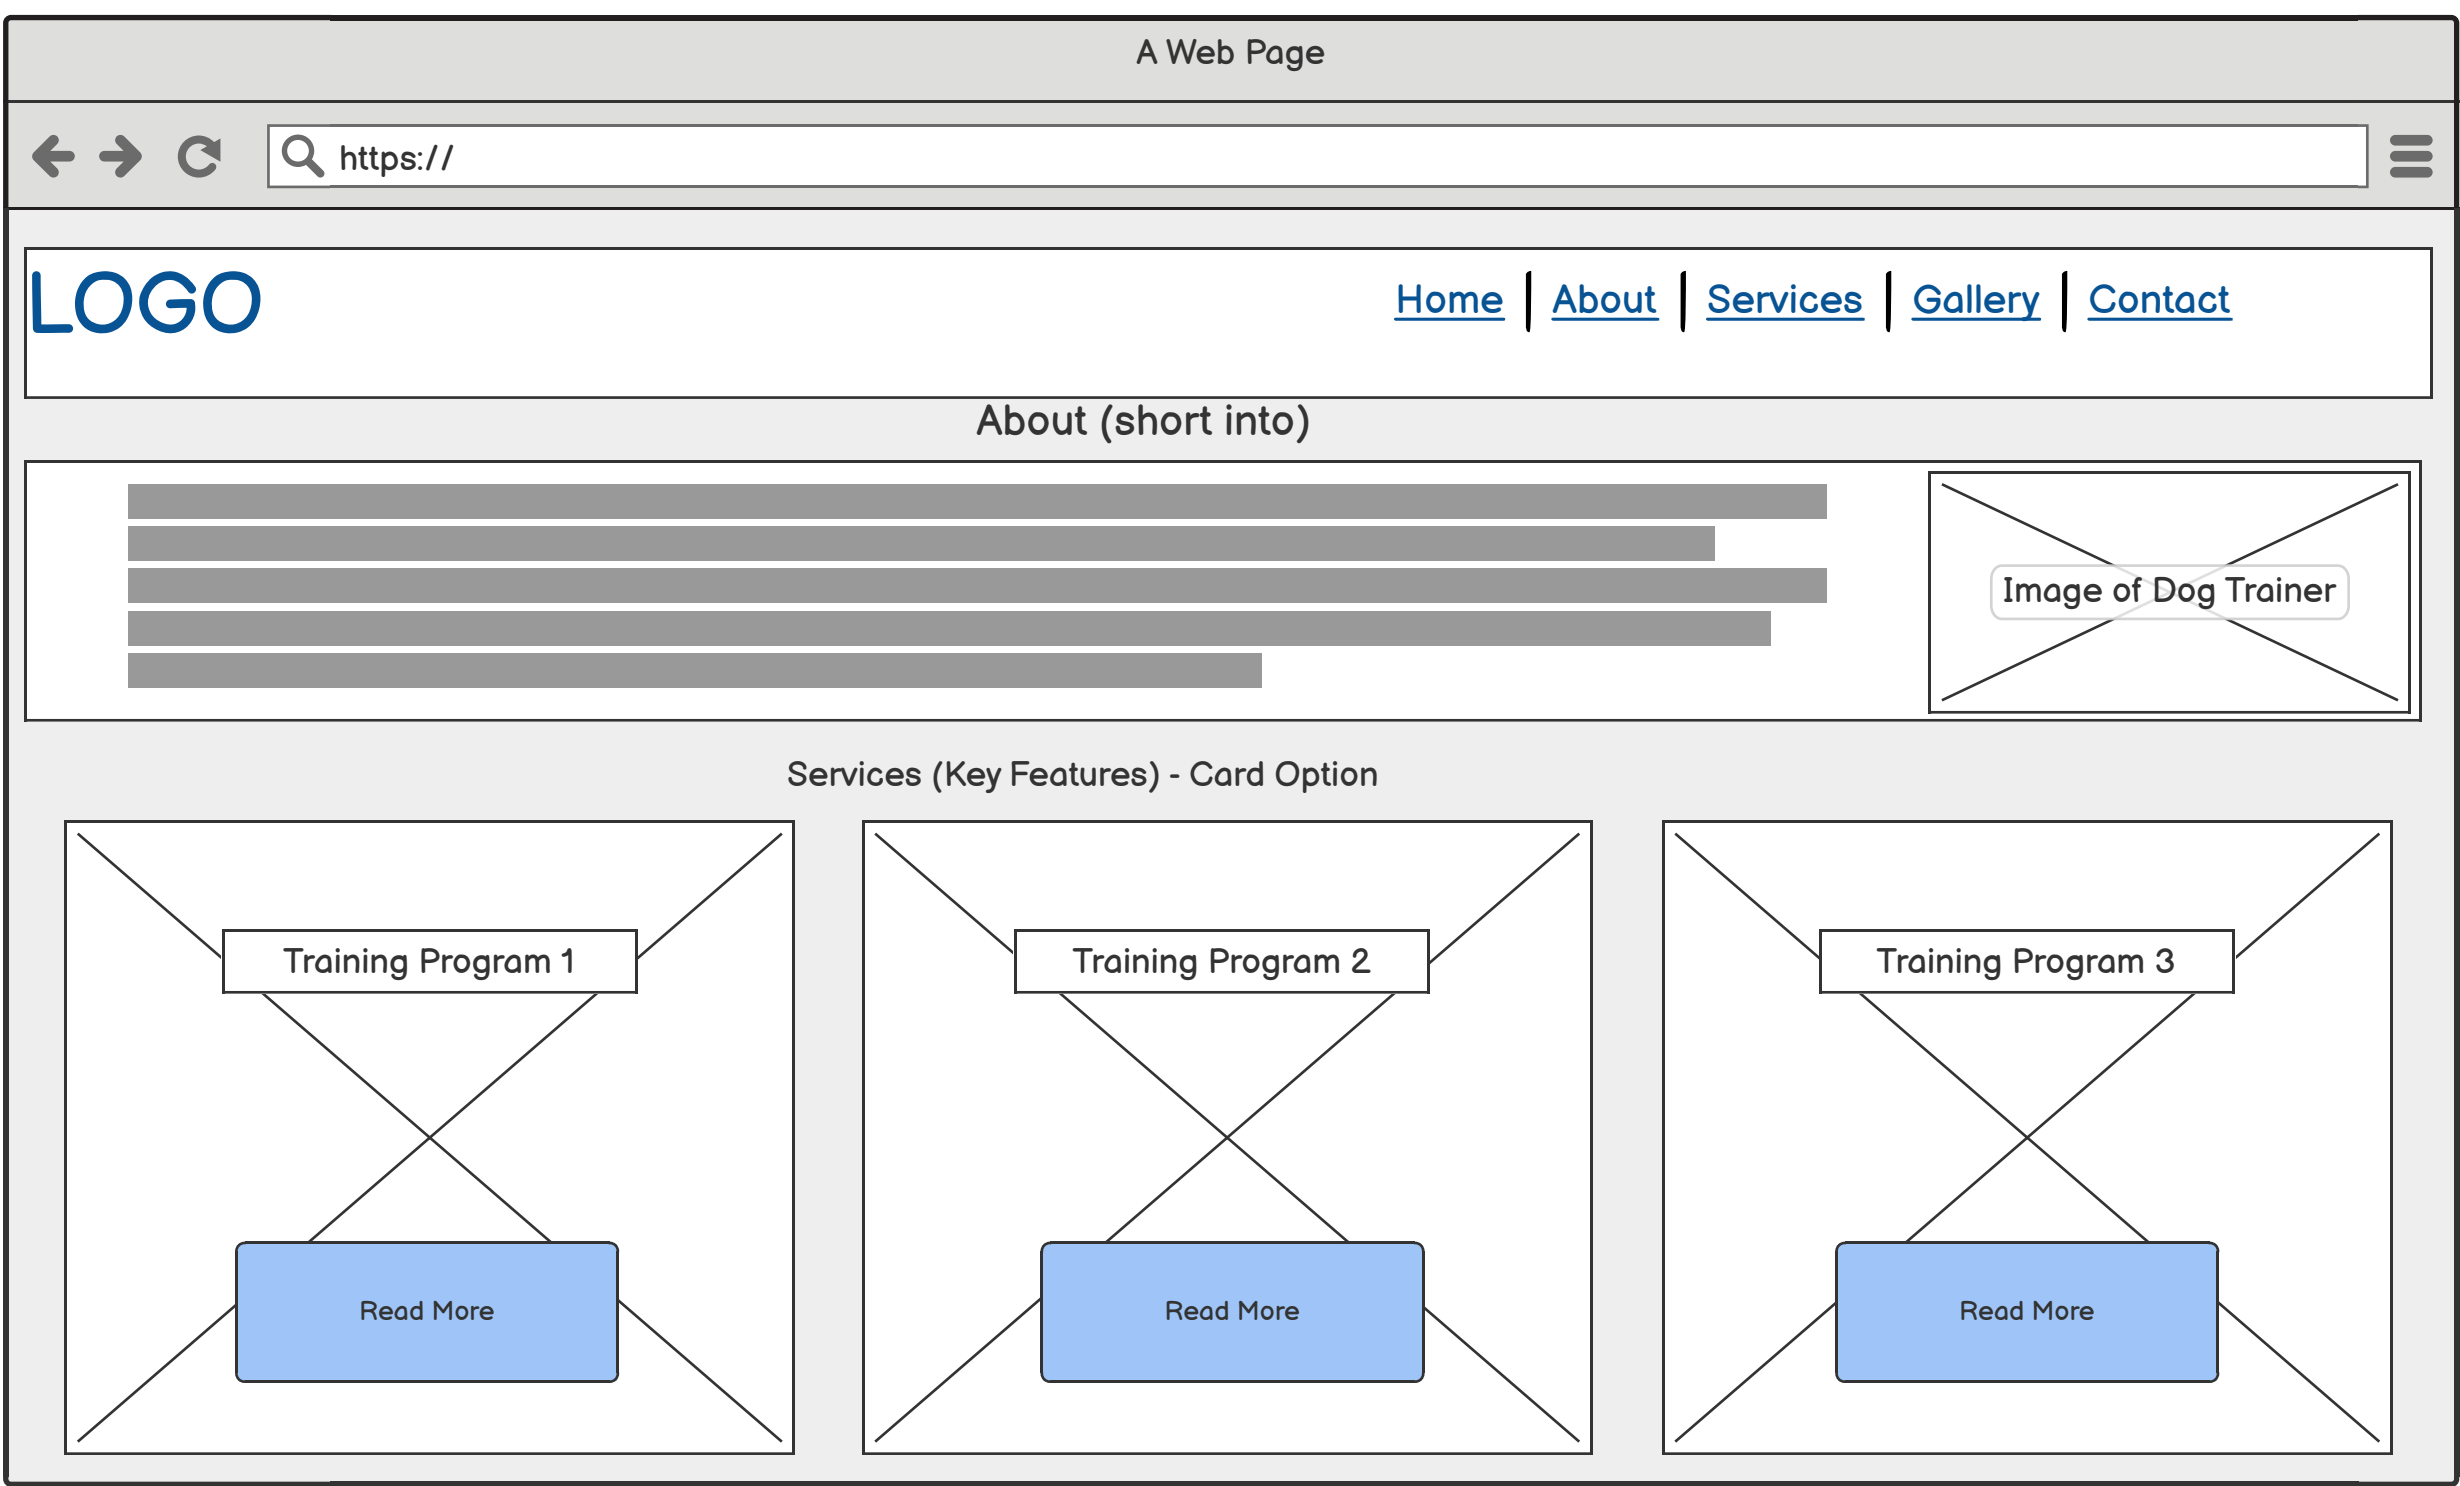 A Web Page
https://
LOGO
Home | About | Services | Gallery | Contact
About (short into)
Image of Dog Trainer
Services (Key Features) - Card Option
Training Program 1
Training Program 2
Training Program 3
Read More
Read More
Read More